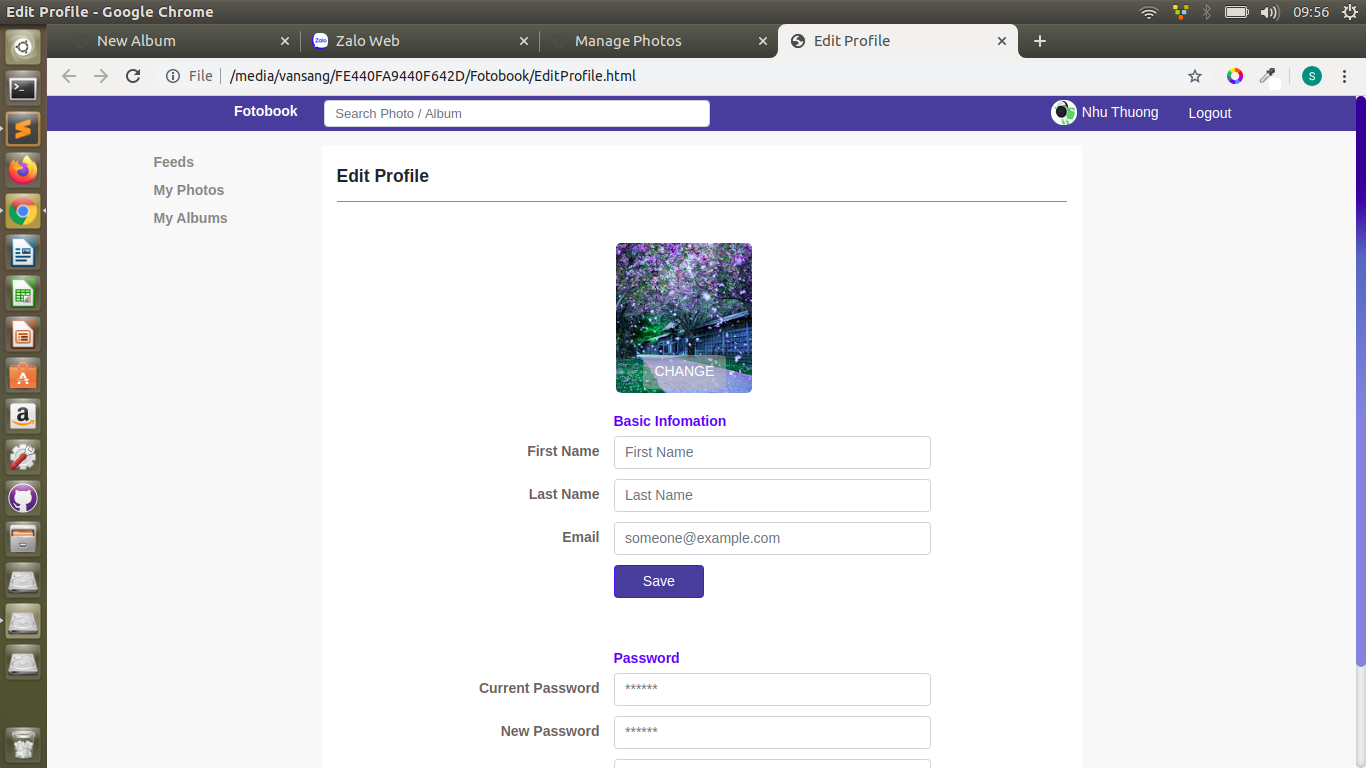 Edit Profile - Google Chrome
09:56
New Album
Zalo
Zalo Web
Manage Photos
Edit Profile
File
/media/vansang/FE440FA9440F642D/Fotobook/EditProfile.html
S
Fotobook
Search Photo / Album
Nhu Thuong
Logout
Feeds
My Photos
My Albums
Edit Profile
CHANGE
Basic Infomation
First Name
First Name
Last Name
Last Name
Email
someone@example.com
Save
Password
Current Password
******
New Password
******